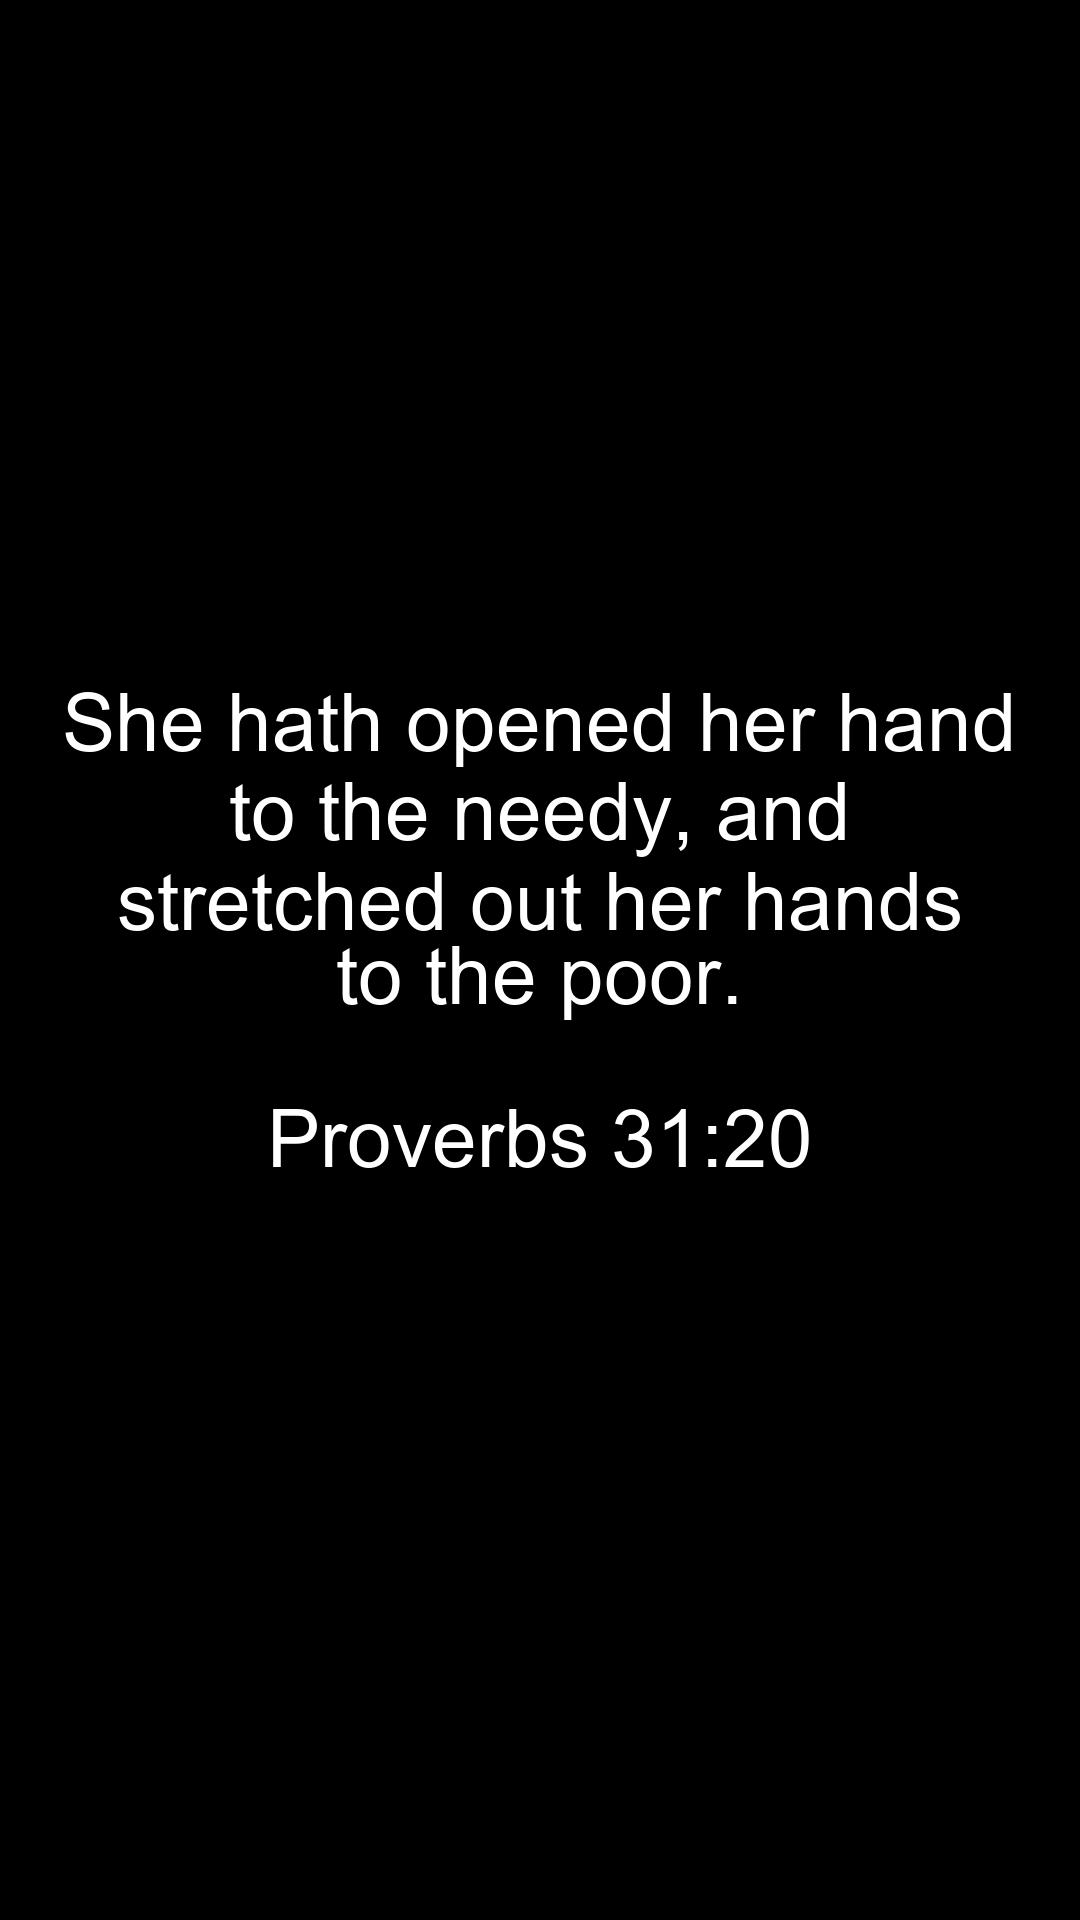 She hath opened her hand
to the needy, and
stretched out her hands
to the poor.
Proverbs 31:20